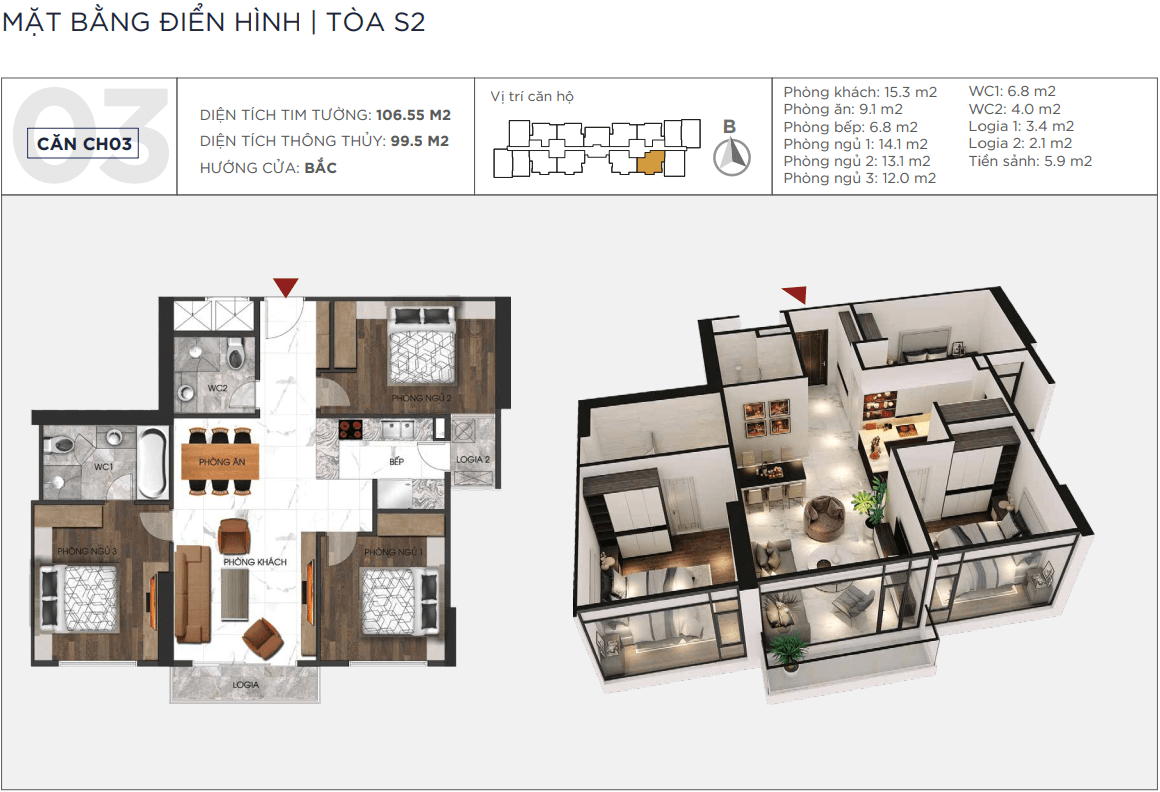 MẶT BẰNG ĐIỂN HÌNH | TÒA S2
03
CĂN CH03
DIỆN TÍCH TIM TƯỜNG: 106.55 M2
DIỆN TÍCH THÔNG THỦY: 99.5 M2
HƯỚNG CỬA: BẮC
Vị trí căn hộ
B
Phòng khách: 15.3 m2
Phòng ăn: 9.1 m2
Phòng bếp: 6.8 m2
Phòng ngủ 1: 14.1 m2
Phòng ngủ 2: 13.1 m2
Phòng ngủ 3: 12.0 m2
WC1: 6.8 m2
WC2: 4.0 m2
Logia 1: 3.4 m2
Logia 2: 2.1 m2
Tiền sảnh: 5.9 m2
WC2
PHÒNG NGỦ 2
PHÒNG ĂN
BẾP
LOGIA 2
WC1
PHÒNG NGỦ 3
PHÒNG KHÁCH
PHÒNG NGỦ 1
LOGIA